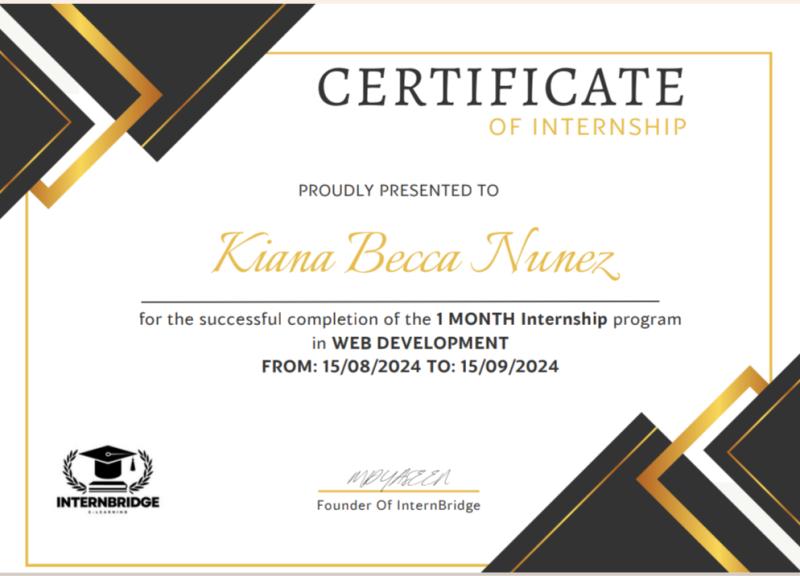 CERTIFICATE
OF INTERNSHIP
PROUDLY PRESENTED TO
Kiana Becca Nunez
for the successful completion of the 1 MONTH Internship program
in WEB DEVELOPMENT
FROM: 15/08/2024 TO: 15/09/2024
INTERNBRIDGE
E-LEARNING
MDYASEEN
Founder Of InternBridge